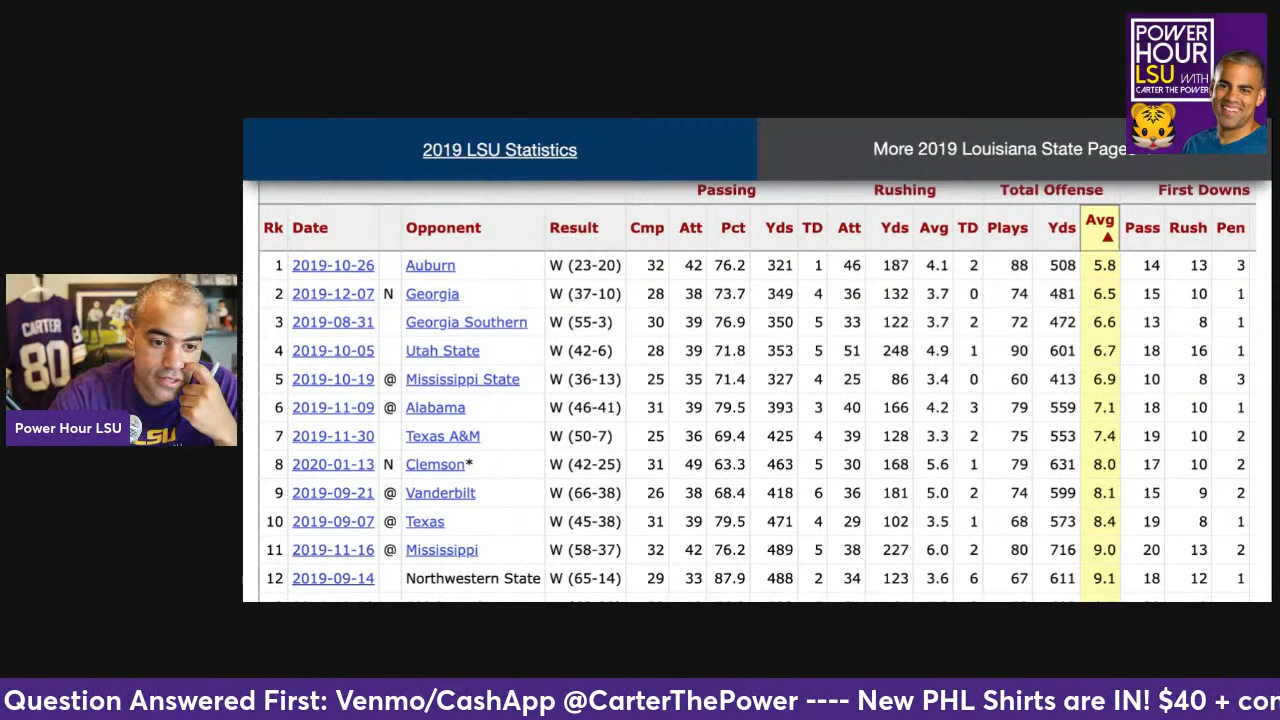 POWER
HOUR
LSU WITH
CARTER THE POWER
2019 LSU Statistics
More 2019 Louisiana State Pages
Passing Rushing Total Offense First Downs
Rk Date Opponent Result Cmp Att Pct Yds TD Att Yds Avg TD Plays Yds Avg ▲ Pass Rush Pen
1 2019-10-26 Auburn W (23-20) 32 42 76.2 321 1 46 187 4.1 2 88 508 5.8 14 13 3
2 2019-12-07 N Georgia W (37-10) 28 38 73.7 349 4 36 132 3.7 0 74 481 6.5 15 10 1
3 2019-08-31 Georgia Southern W (55-3) 30 39 76.9 350 5 33 122 3.7 2 72 472 6.6 13 8 1
4 2019-10-05 Utah State W (42-6) 28 39 71.8 353 5 51 248 4.9 1 90 601 6.7 18 16 1
5 2019-10-19 @ Mississippi State W (36-13) 25 35 71.4 327 4 25 86 3.4 0 60 413 6.9 10 8 3
6 2019-11-09 @ Alabama W (46-41) 31 39 79.5 393 3 40 166 4.2 3 79 559 7.1 18 10 1
7 2019-11-30 Texas A&M W (50-7) 25 36 69.4 425 4 39 128 3.3 2 75 553 7.4 19 10 2
8 2020-01-13 N Clemson* W (42-25) 31 49 63.3 463 5 30 168 5.6 1 79 631 8.0 17 10 2
9 2019-09-21 @ Vanderbilt W (66-38) 26 38 68.4 418 6 36 181 5.0 2 74 599 8.1 15 9 2
10 2019-09-07 @ Texas W (45-38) 31 39 79.5 471 4 29 102 3.5 1 68 573 8.4 19 8 1
11 2019-11-16 @ Mississippi W (58-37) 32 42 76.2 489 5 38 227 6.0 2 80 716 9.0 20 13 2
12 2019-09-14 Northwestern State W (65-14) 29 33 87.9 488 2 34 123 3.6 6 67 611 9.1 18 12 1
CARTER
80
LSU
Power Hour LSU
Question Answered First: Venmo/CashApp @CarterThePower ---- New PHL Shirts are IN! $40 + con